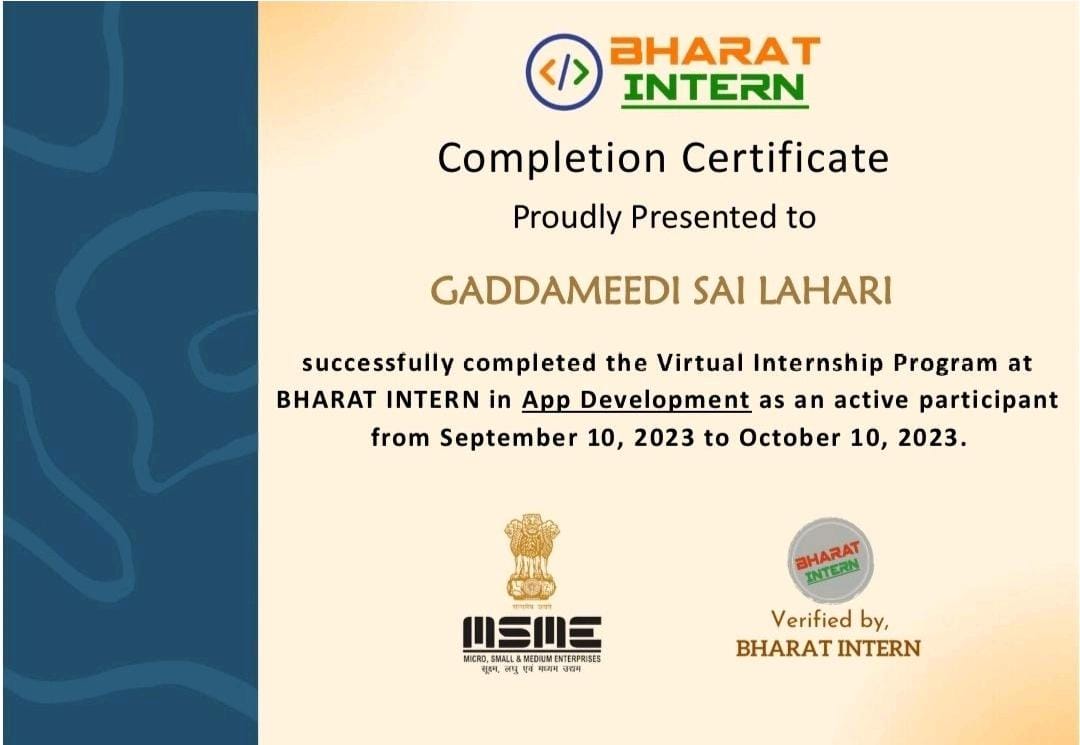 BHARAT
INTERN
Completion Certificate
Proudly Presented to
GADDAMEEDI SAI LAHARI
successfully completed the Virtual Internship Program at
BHARAT INTERN in App Development as an active participant
from September 10, 2023 to October 10, 2023.
सत्यमेव जयते
MSME
MICRO, SMALL & MEDIUM ENTERPRISES
सूक्ष्म, लघु एवं मध्यम उद्यम
BHARAT
INTERN
Verified by,
BHARAT INTERN